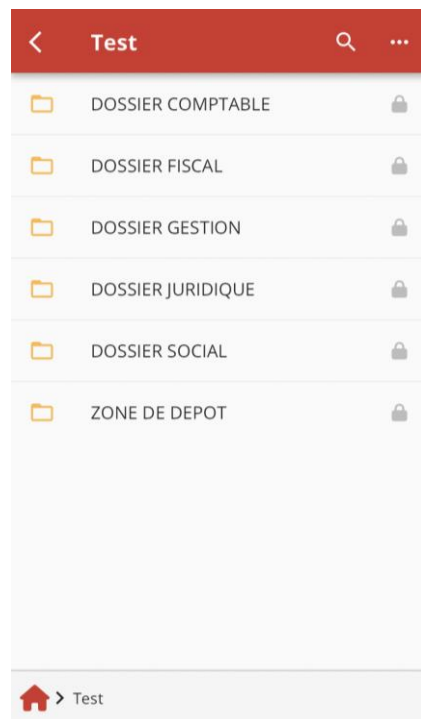 Test
DOSSIER COMPTABLE
DOSSIER FISCAL
DOSSIER GESTION
DOSSIER JURIDIQUE
DOSSIER SOCIAL
ZONE DE DEPOT
Test